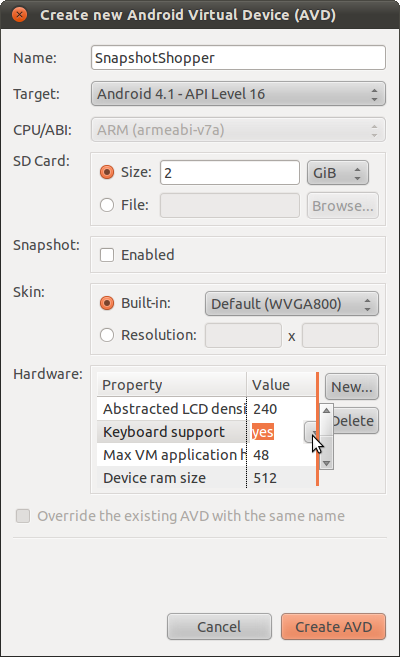 Create new Android Virtual Device (AVD)
Name: SnapshotShopper
Target: Android 4.1 - API Level 16
CPU/ABI: ARM (armeabi-v7a)
SD Card:
Size: 2 GiB
File: Browse...
Snapshot: Enabled
Skin:
Built-in: Default (WVGA800)
Resolution: x
Hardware:
Property Value New...
Abstracted LCD densi 240
Keyboard support yes Delete
Max VM application h 48
Device ram size 512
Override the existing AVD with the same name
Cancel Create AVD